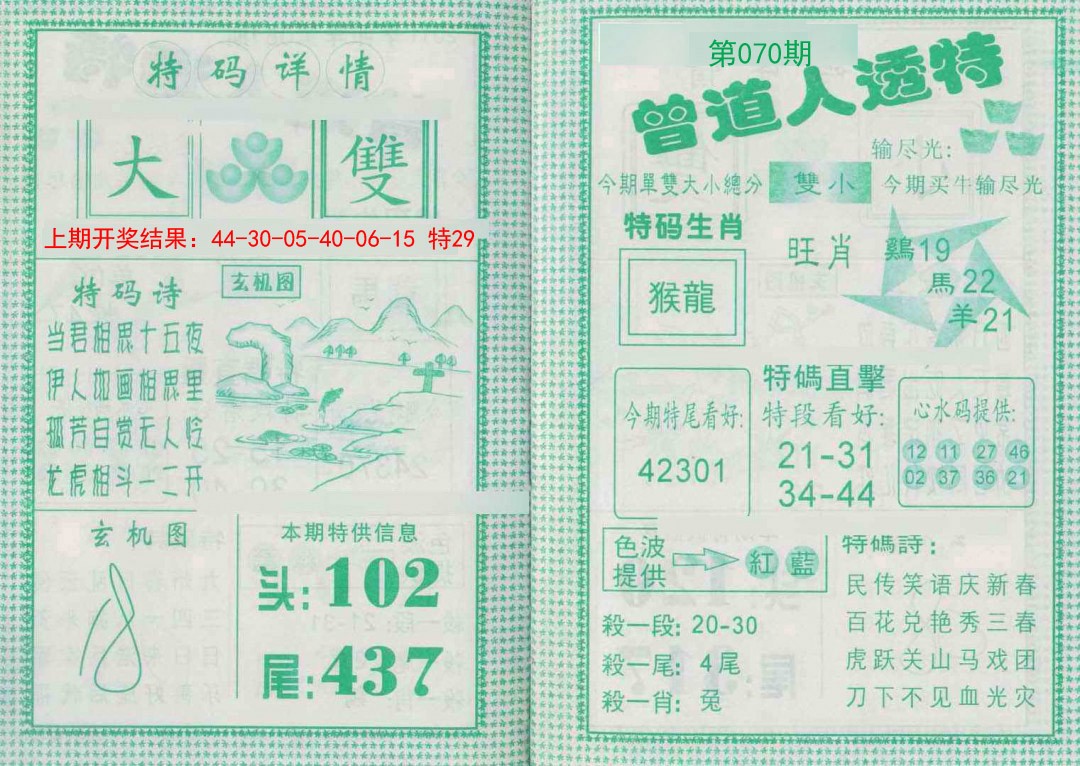 特码详情
大 雙
上期开奖结果：44-30-05-40-06-15 特29
特码诗
当君相思十五夜
伊人如画相思里
孤芳自赏无人怜
龙虎相斗一二开
玄机图
玄机图
本期特供信息
头:102
尾:437
第070期
曾道人透特
输尽光:
今期單雙大小總分 雙小 今期买牛输尽光
特码生肖
猴龍
旺肖
鷄19
馬22
羊21
今期特尾看好:
42301
特碼直擊
特段看好:
21-31
34-44
心水码提供:
12 11 27 46
02 37 36 21
色波提供 紅 藍
殺一段: 20-30
殺一尾: 4尾
殺一肖: 兔
特碼詩:
民传笑语庆新春
百花兑艳秀三春
虎跃关山马戏团
刀下不见血光灾